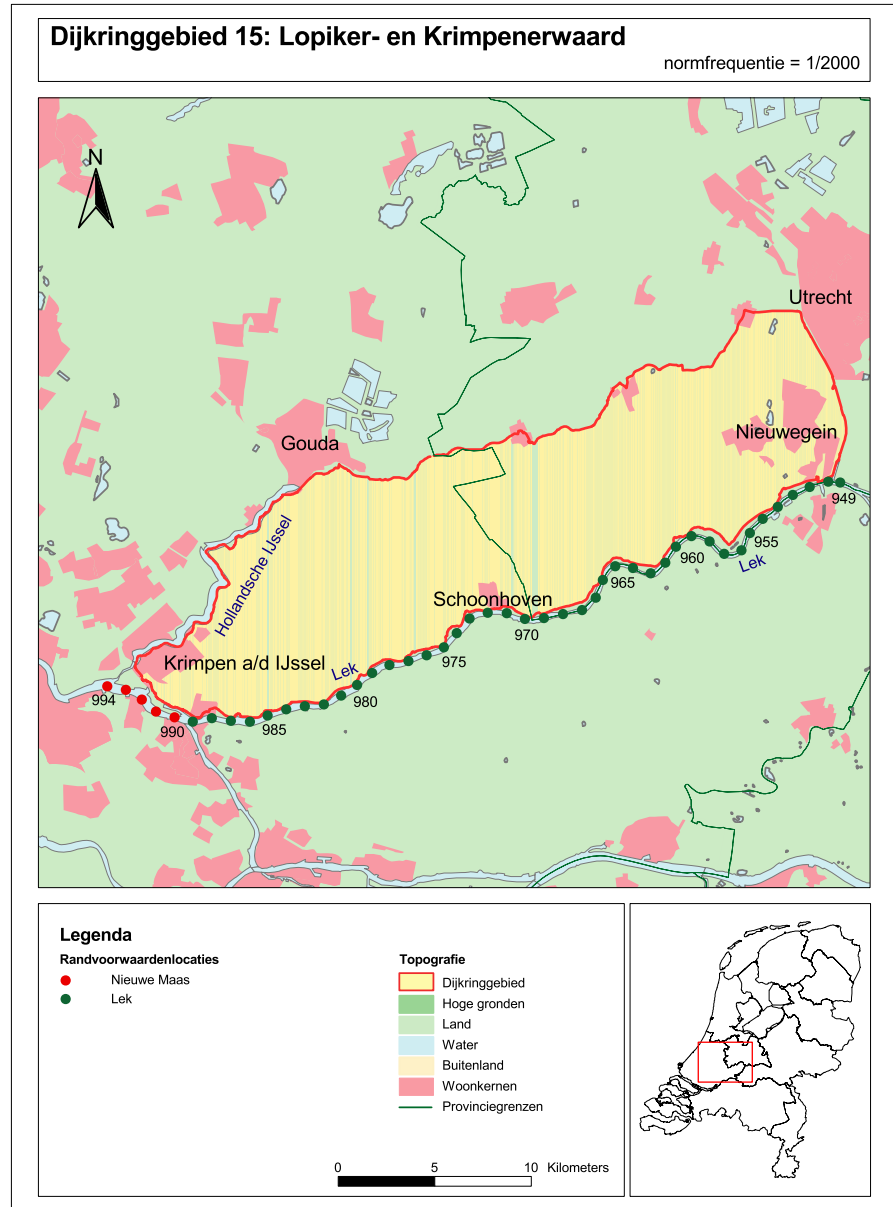 Dijkringgebied 15: Lopiker- en Krimpenerwaard
normfrequentie = 1/2000
N
Utrecht
Gouda
Nieuwegein
949
Hollandsche IJssel
955
960
Lek
965
Schoonhoven
970
975
Krimpen a/d IJssel
Lek
980
994
990
985
Legenda
Randvoorwaardenlocaties
Nieuwe Maas
Lek
Topografie
Dijkringgebied
Hoge gronden
Land
Water
Buitenland
Woonkernen
Provinciegrenzen
0 5 10 Kilometers